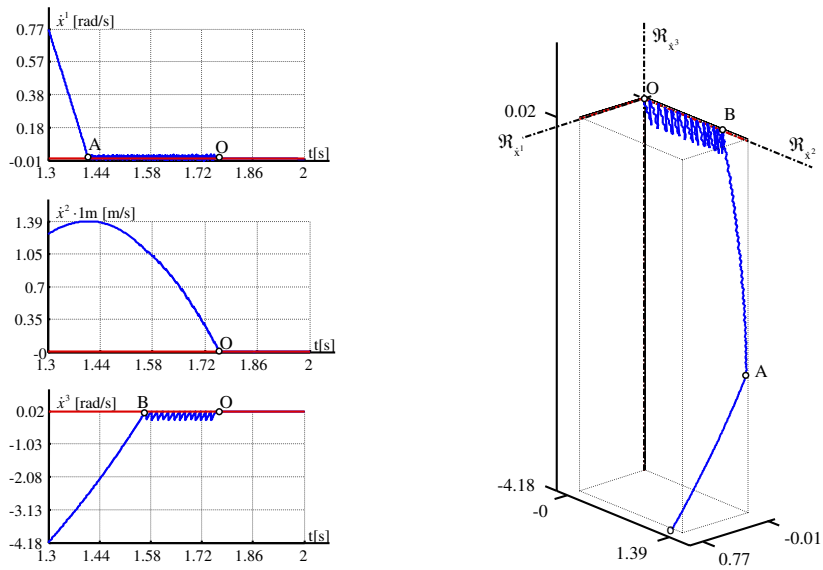 ẋ¹ [rad/s]
0.77
0.57
0.38
0.18
-0.01
A
O
t[s]
1.3
1.44
1.58
1.72
1.86
2
ẋ² · 1m [m/s]
1.39
1.05
0.7
0.35
-0
O
t[s]
1.3
1.44
1.58
1.72
1.86
2
ẋ³ [rad/s]
0.02
-1.03
-2.08
-3.13
-4.18
B
O
t[s]
1.3
1.44
1.58
1.72
1.86
2
ℜẋ³
O
0.02
B
ℜẋ¹
ℜẋ²
A
-4.18
-0
1.39
0.77
-0.01